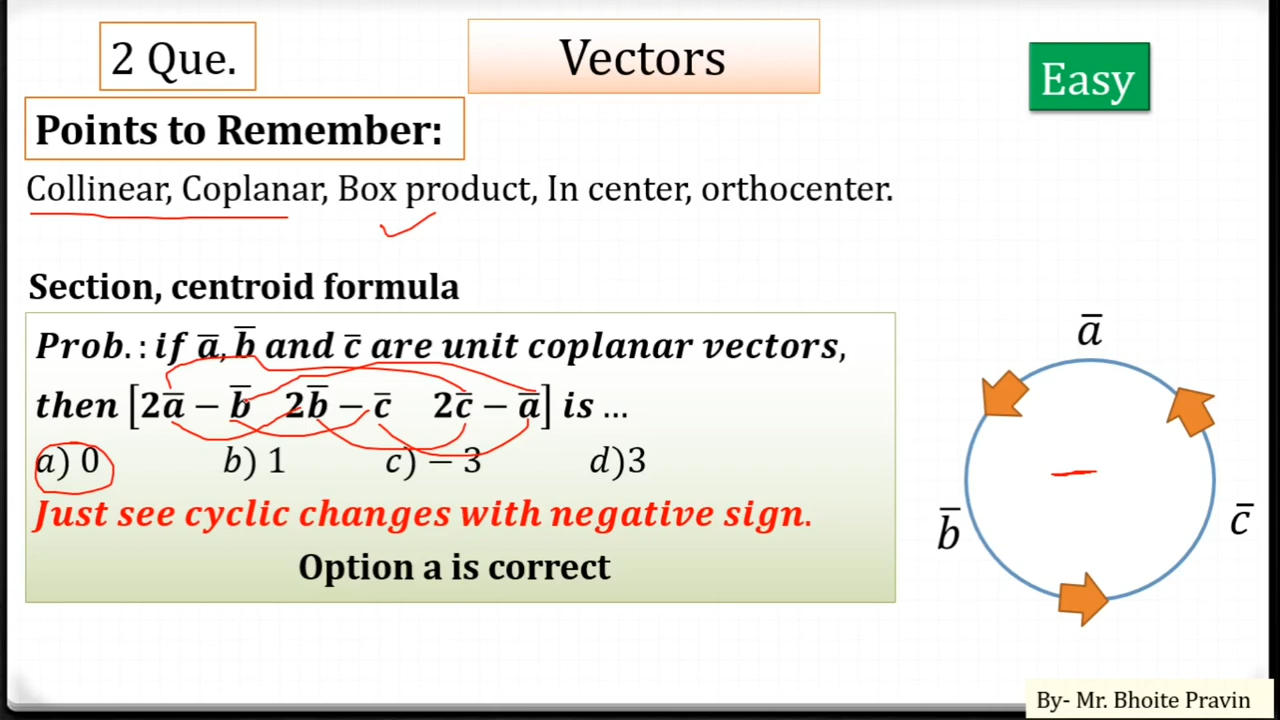 2 Que.
Vectors
Easy
Points to Remember:
Collinear, Coplanar, Box product, In center, orthocenter.
Section, centroid formula
Prob.: if a̅, b̅ and c̅ are unit coplanar vectors,
then [2a̅ − b̅ 2b̅ − c̅ 2c̅ − a̅] is ...
a) 0 b) 1 c) − 3 d)3
Just see cyclic changes with negative sign.
Option a is correct
a̅
b̅
c̅
By- Mr. Bhoite Pravin